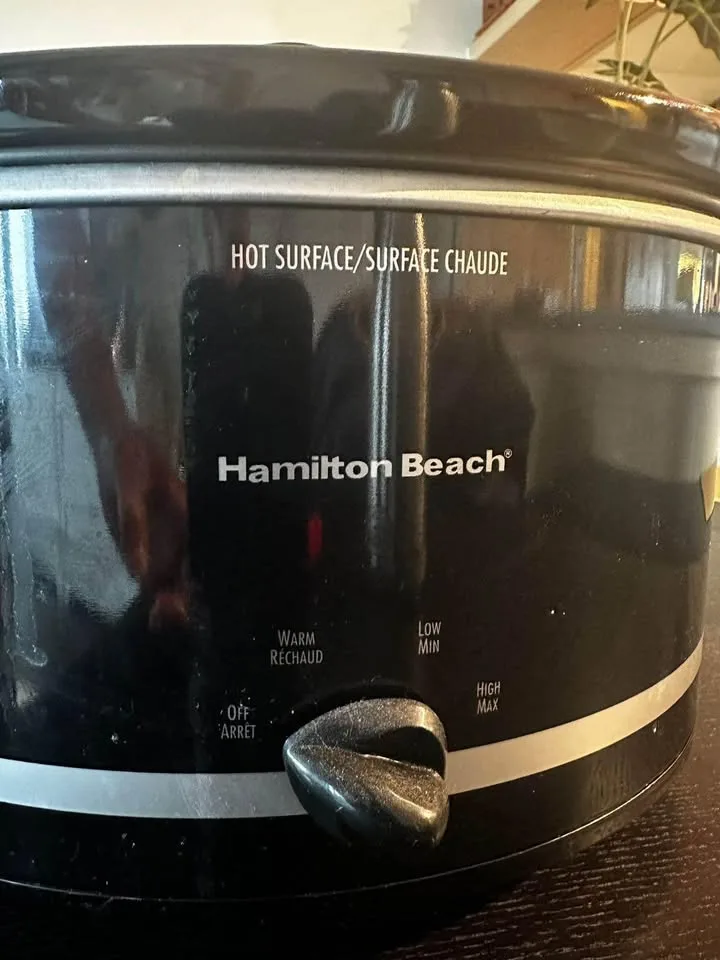 HOT SURFACE/SURFACE CHAUDE
Hamilton Beach®
WARM
RÉCHAUD
LOW
MIN
OFF
ARRÊT
HIGH
MAX